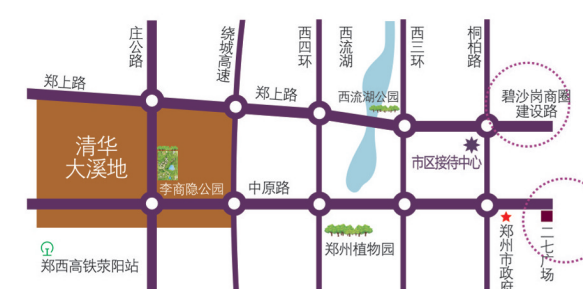 庄公路
绕城高速
西四环
西流湖
西三环
桐柏路
郑上路
郑上路
西流湖公园
碧沙岗商圈
建设路
清华
大溪地
市区接待中心
李商隐公园
中原路
郑州植物园
郑西高铁荥阳站
郑州市政府
二七广场